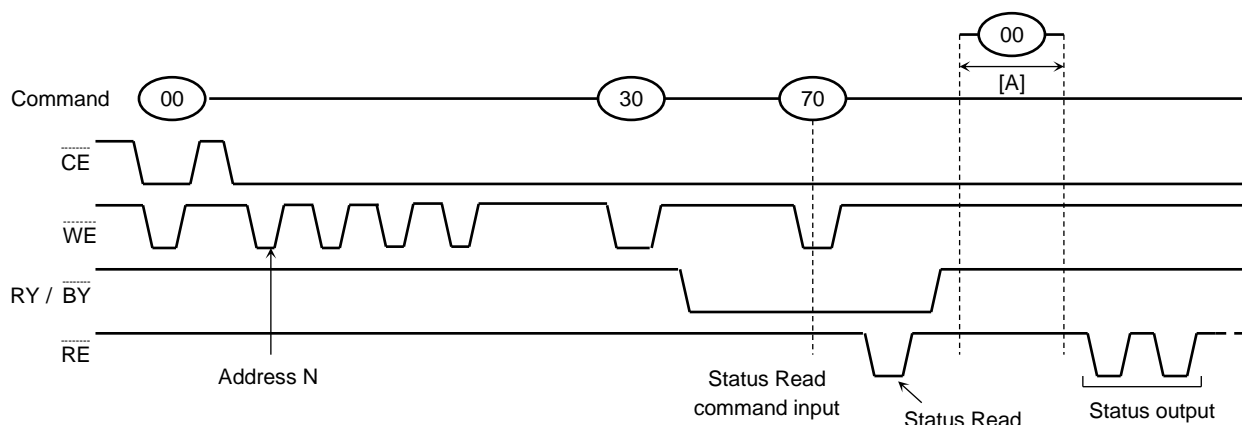 00
[A]
Command 00 30 70
CE
WE
RY / BY
RE
Address N
Status Read
command input
Status Read
Status output